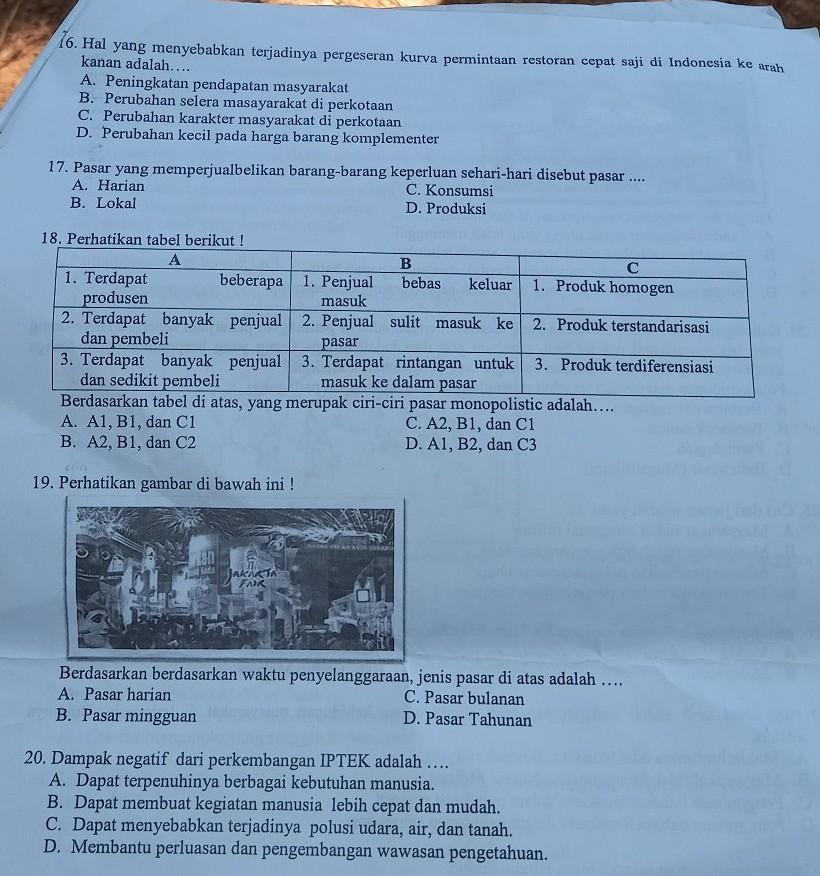 16. Hal yang menyebabkan terjadinya pergeseran kurva permintaan restoran cepat saji di Indonesia ke arah
kanan adalah....
A. Peningkatan pendapatan masyarakat
B. Perubahan selera masayarakat di perkotaan
C. Perubahan karakter masyarakat di perkotaan
D. Perubahan kecil pada harga barang komplementer
17. Pasar yang memperjualbelikan barang-barang keperluan sehari-hari disebut pasar ....
A. Harian
C. Konsumsi
B. Lokal
D. Produksi
18. Perhatikan tabel berikut !
A
B
C
1. Terdapat beberapa
produsen
1. Penjual bebas keluar
masuk
1. Produk homogen
2. Terdapat banyak penjual
dan pembeli
2. Penjual sulit masuk ke
pasar
2. Produk terstandarisasi
3. Terdapat banyak penjual
dan sedikit pembeli
3. Terdapat rintangan untuk
masuk ke dalam pasar
3. Produk terdiferensiasi
Berdasarkan tabel di atas, yang merupak ciri-ciri pasar monopolistic adalah....
A. A1, B1, dan C1
C. A2, B1, dan C1
B. A2, B1, dan C2
D. A1, B2, dan C3
19. Perhatikan gambar di bawah ini !
JAKARTA
FAIR
Berdasarkan berdasarkan waktu penyelanggaraan, jenis pasar di atas adalah ....
A. Pasar harian
C. Pasar bulanan
B. Pasar mingguan
D. Pasar Tahunan
20. Dampak negatif dari perkembangan IPTEK adalah ....
A. Dapat terpenuhinya berbagai kebutuhan manusia.
B. Dapat membuat kegiatan manusia lebih cepat dan mudah.
C. Dapat menyebabkan terjadinya polusi udara, air, dan tanah.
D. Membantu perluasan dan pengembangan wawasan pengetahuan.